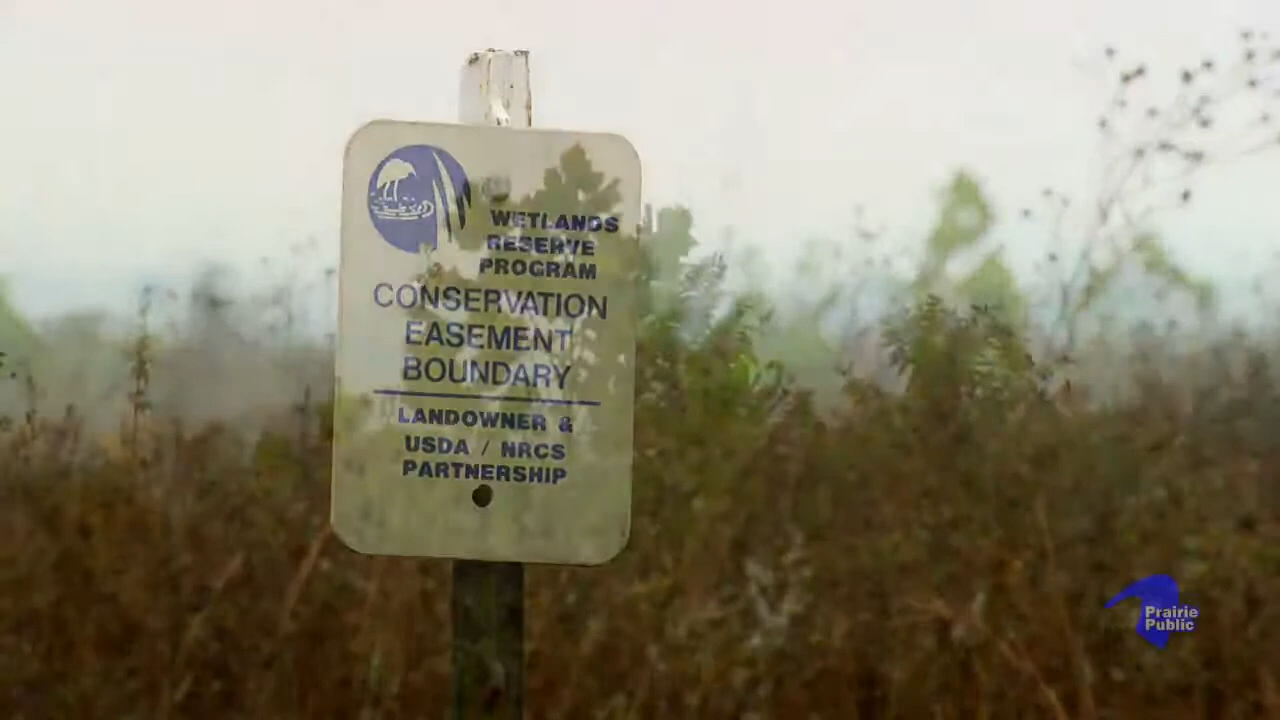 WETLANDS
RESERVE
PROGRAM
CONSERVATION
EASEMENT
BOUNDARY
LANDOWNER &
USDA / NRCS
PARTNERSHIP
Prairie
Public